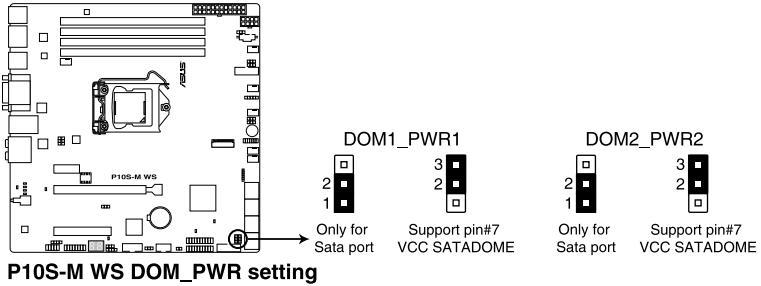 ASUS
P10S-M WS
DOM1_PWR1
2
1
Only for
Sata port
3
2
Support pin#7
VCC SATADOME
DOM2_PWR2
2
1
Only for
Sata port
3
2
Support pin#7
VCC SATADOME
P10S-M WS DOM_PWR setting